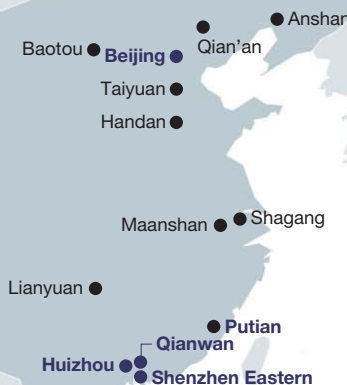 Anshan
Baotou
Qian'an
Beijing
Taiyuan
Handan
Maanshan
Shagang
Lianyuan
Putian
Qianwan
Huizhou
Shenzhen Eastern